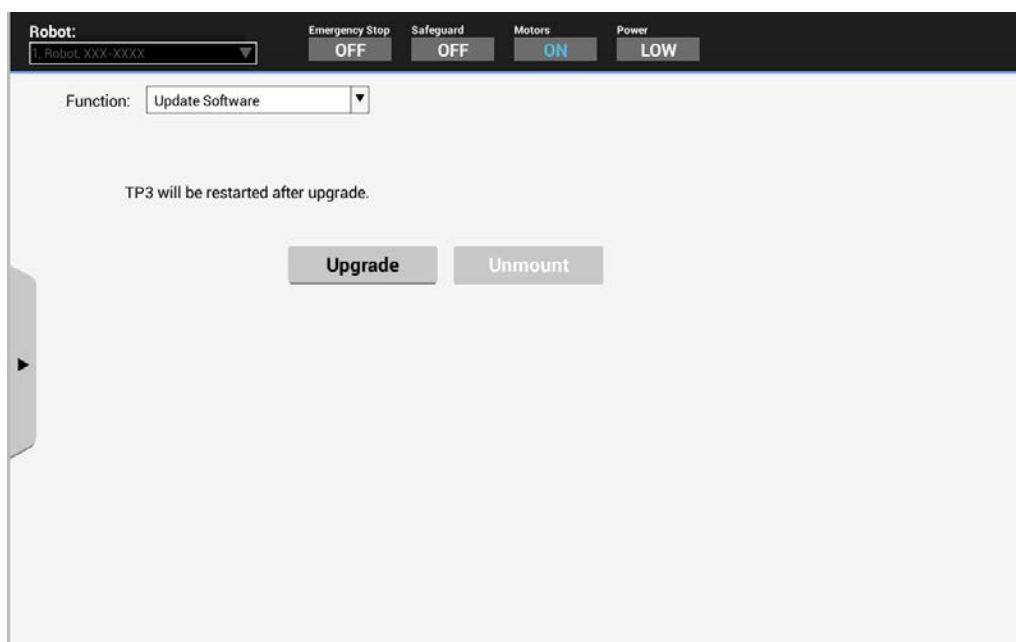 Robot:
1, Robot, XXX-XXXX
Emergency Stop
OFF
Safeguard
OFF
Motors
ON
Power
LOW
Function: Update Software
TP3 will be restarted after upgrade.
Upgrade
Unmount